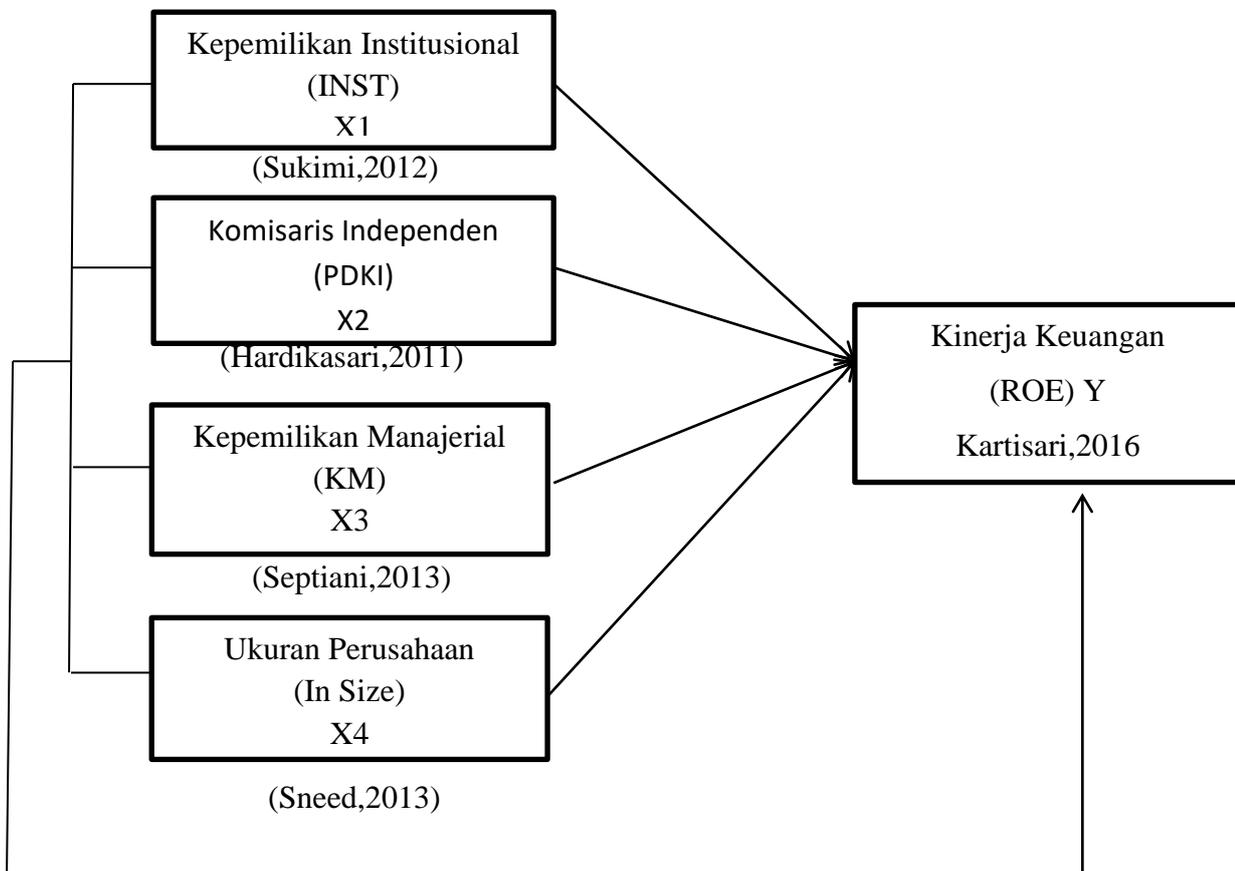 Kepemilikan Institusional
(INST)
X1
(Sukimi,2012)
Komisaris Independen
(PDKI)
X2
(Hardikasari,2011)
Kepemilikan Manajerial
(KM)
X3
(Septiani,2013)
Ukuran Perusahaan
(In Size)
X4
(Sneed,2013)
Kinerja Keuangan
(ROE) Y
Kartisari,2016